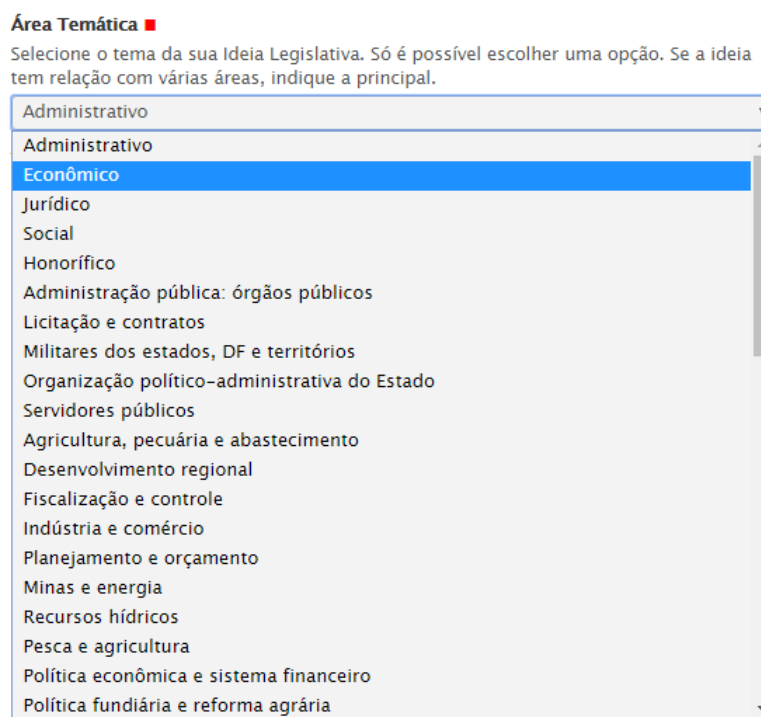 Área Temática
Selecione o tema da sua Ideia Legislativa. Só é possível escolher uma opção. Se a ideia
tem relação com várias áreas, indique a principal.
Administrativo
Administrativo
Econômico
Jurídico
Social
Honorífico
Administração pública: órgãos públicos
Licitação e contratos
Militares dos estados, DF e territórios
Organização político-administrativa do Estado
Servidores públicos
Agricultura, pecuária e abastecimento
Desenvolvimento regional
Fiscalização e controle
Indústria e comércio
Planejamento e orçamento
Minas e energia
Recursos hídricos
Pesca e agricultura
Política econômica e sistema financeiro
Política fundiária e reforma agrária